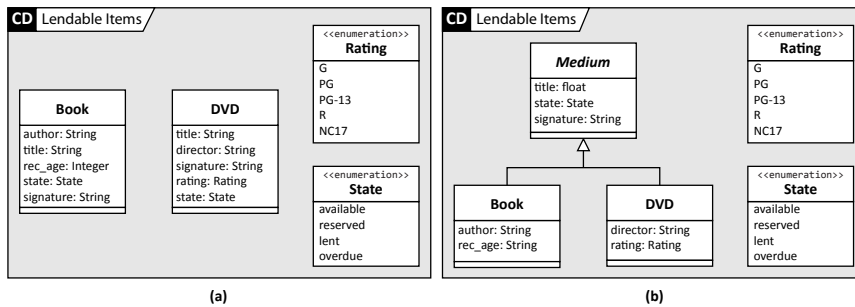 CD Lendable Items
<<enumeration>>
Rating
G
PG
PG-13
R
NC17
Book
author: String
title: String
rec_age: Integer
state: State
signature: String
DVD
title: String
director: String
signature: String
rating: Rating
state: State
<<enumeration>>
State
available
reserved
lent
overdue
(a)
CD Lendable Items
Medium
title: float
state: State
signature: String
<<enumeration>>
Rating
G
PG
PG-13
R
NC17
Book
author: String
rec_age: String
DVD
director: String
rating: Rating
<<enumeration>>
State
available
reserved
lent
overdue
(b)